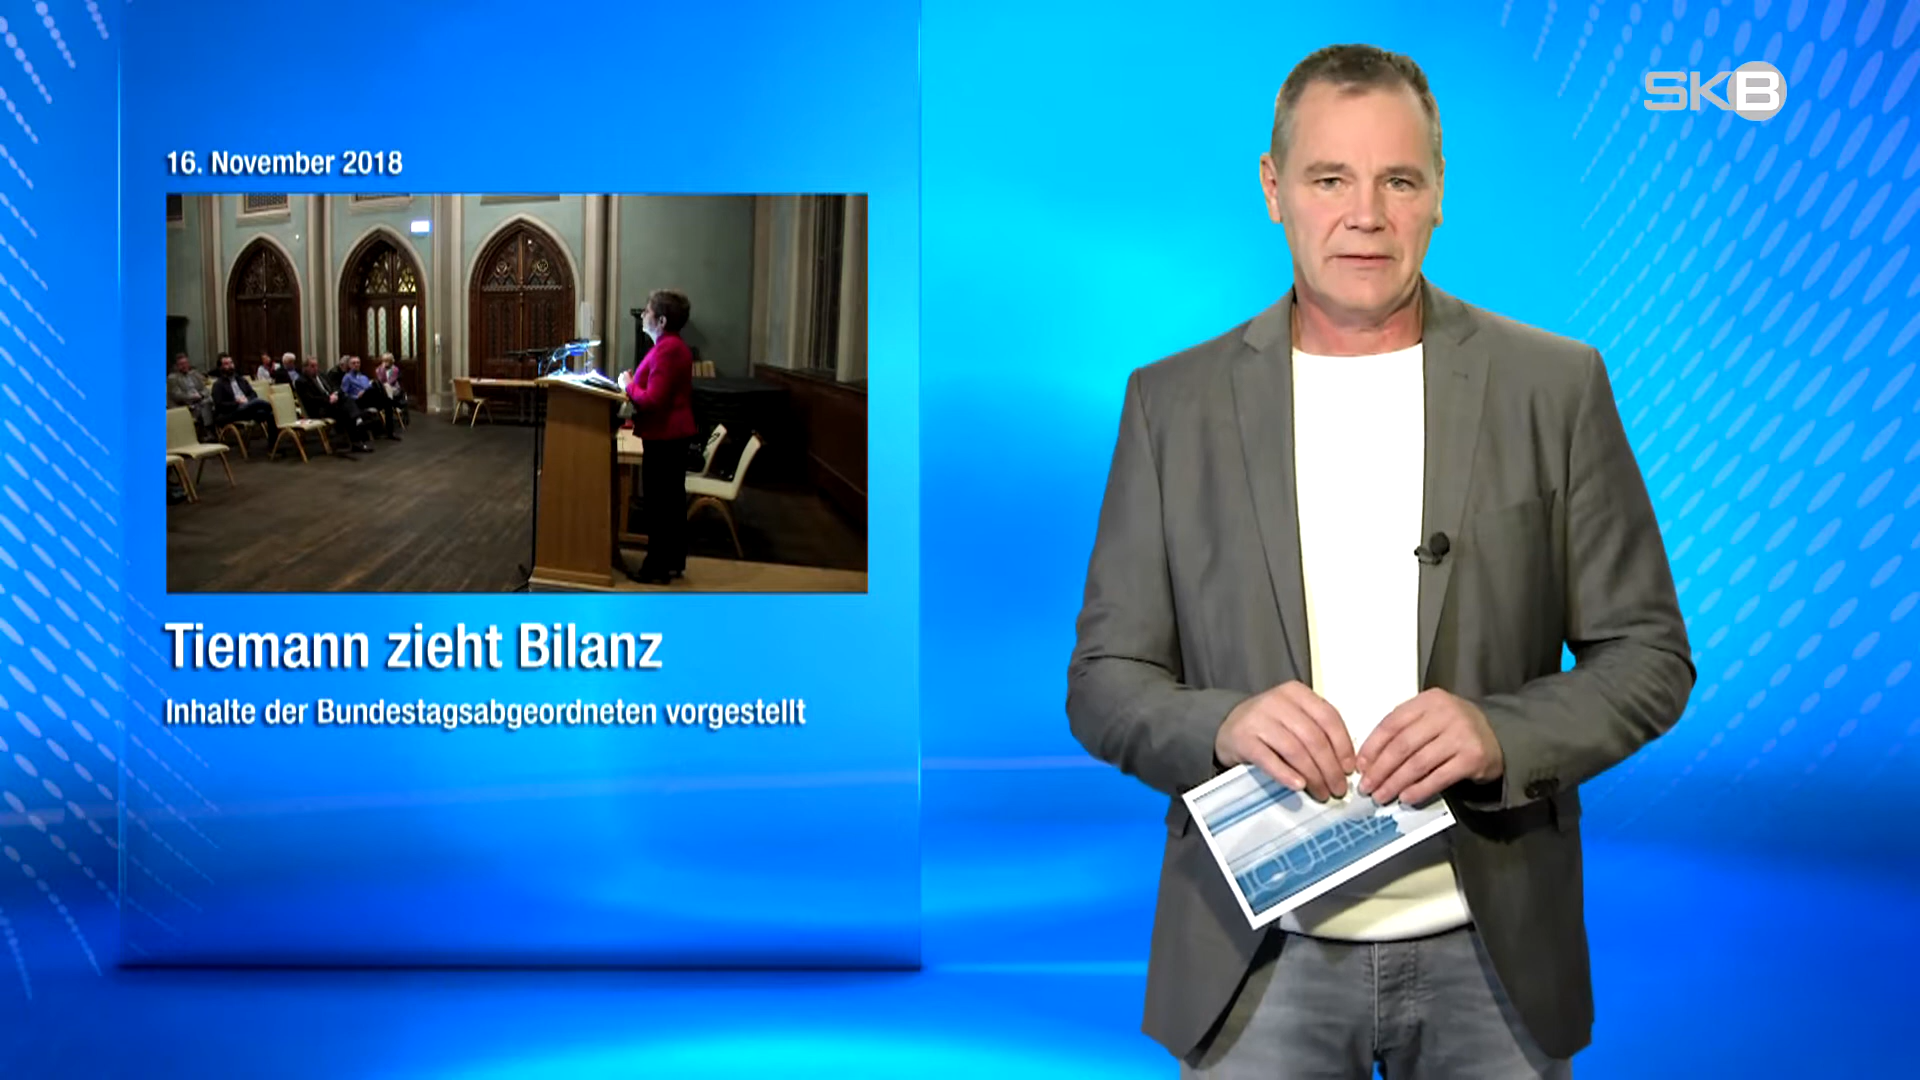 SKB
16. November 2018
Tiemann zieht Bilanz
Inhalte der Bundestagsabgeordneten vorgestellt